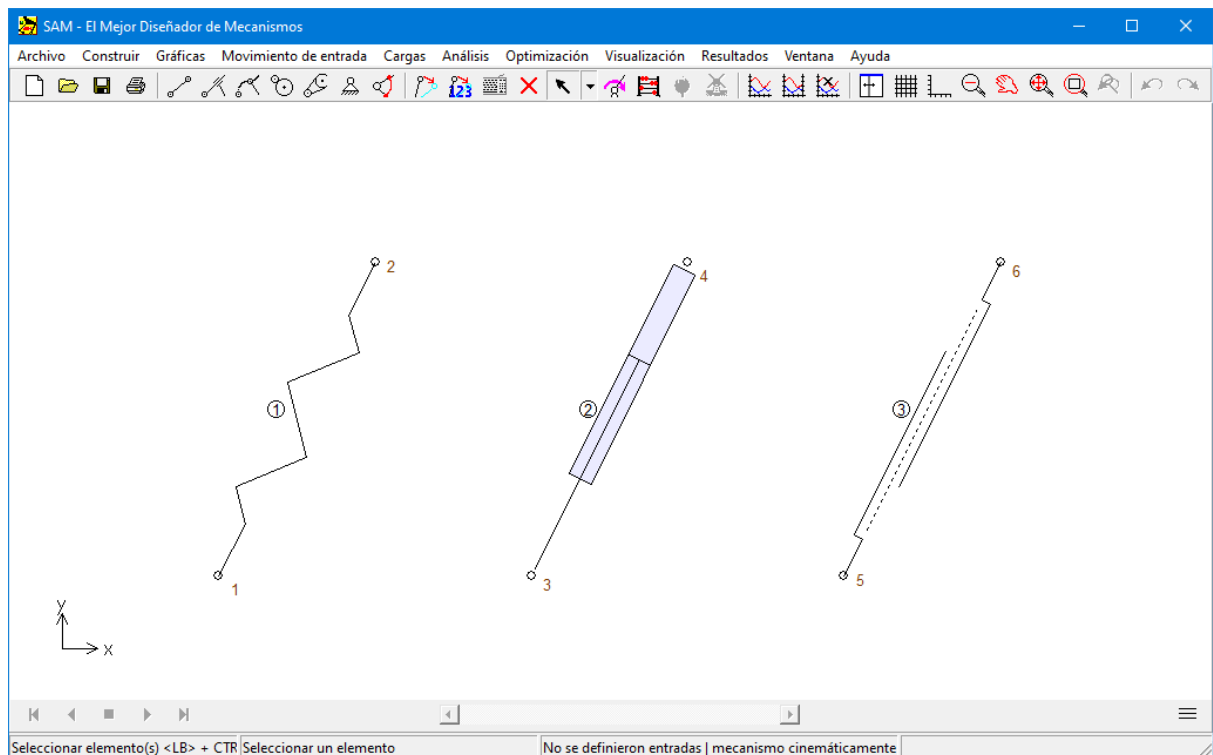 SAM - El Mejor Diseñador de Mecanismos
Archivo Construir Gráficas Movimiento de entrada Cargas Análisis Optimización Visualización Resultados Ventana Ayuda
123
2
4
6
1
2
3
1
3
5
y
x
Seleccionar elemento(s) <LB> + CTR Seleccionar un elemento No se definieron entradas | mecanismo cinemáticamente